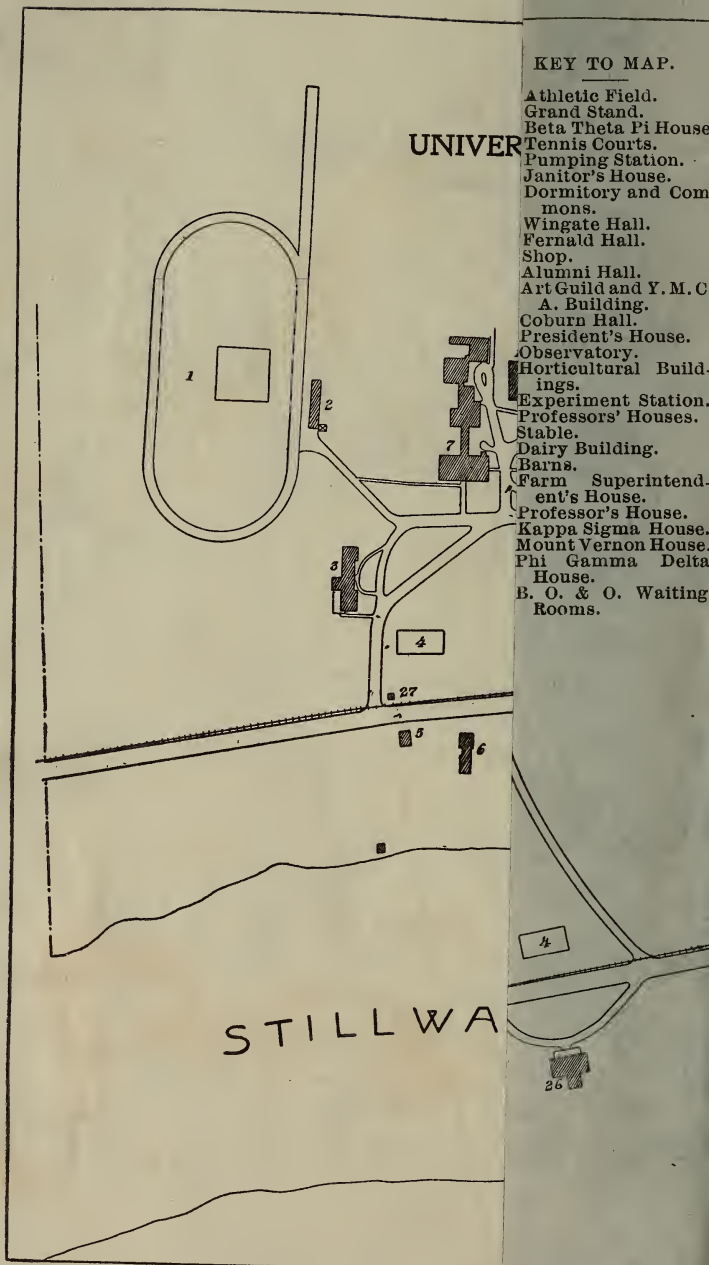 KEY TO MAP.
Athletic Field.
Grand Stand.
Beta Theta Pi House
Tennis Courts.
Pumping Station.
Janitor's House.
Dormitory and Com
mons.
Wingate Hall.
Fernald Hall.
Shop.
Alumni Hall.
Art Guild and Y. M. C
A. Building.
Coburn Hall.
President's House.
Observatory.
Horticultural Build-
ings.
Experiment Station.
Professors' Houses.
Stable.
Dairy Building.
Barns.
Farm Superintend-
ent's House.
Professor's House.
Kappa Sigma House.
Mount Vernon House.
Phi Gamma Delta
House.
B. O. & O. Waiting
Rooms.
UNIVER
1
2
7
3
4
27
5
6
4
STILLWA
26